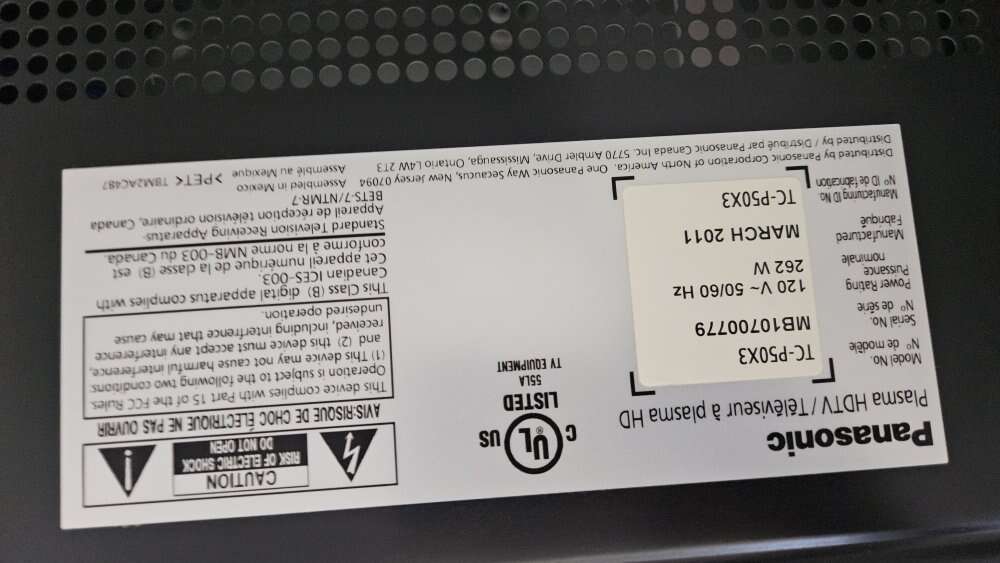 Panasonic
Plasma HDTV / Téléviseur à plasma HD
Model No.
N° de modèle
TC-P50X3
Serial No.
N° de série
MB10700779
Power Rating
Puissance
nominale
120 V ~ 50/60 Hz
262 W
Manufactured
Fabriqué
MARCH 2011
Manufacturing ID No.
N° ID de fabrication
TC-P50X3
C UL ® US
LISTED
55LA
TV EQUIPMENT
CAUTION
RISK OF ELECTRIC SHOCK
DO NOT OPEN
AVIS:RISQUE DE CHOC ÉLECTRIQUE NE PAS OUVRIR
This device complies with Part 15 of the FCC Rules.
Operation is subject to the following two conditions:
(1) This device may not cause harmful interference,
and (2) this device must accept any interference
received, including intrfrence that may cause
undesired operation.
This Class (B) digital apparatus complies with
Canadian ICES-003.
Cet appareil numérique de la classe (B) est
conforme à la norme NMB-003 du Canada.
Standard Television Receiving Apparatus-
Appareil de réception télévision ordinaire, Canada
BETS-7/NTMR-7
Distributed by Panasonic Corporation of North America. One Panasonic Way Secaucus, New Jersey 07094
Assembled in Mexico
Distributed by / Distribué par Panasonic Canada Inc. 5770 Ambler Drive, Mississauga, Ontario L4W 2T3
Assemblé au Mexique
>PET< TBM2AC487